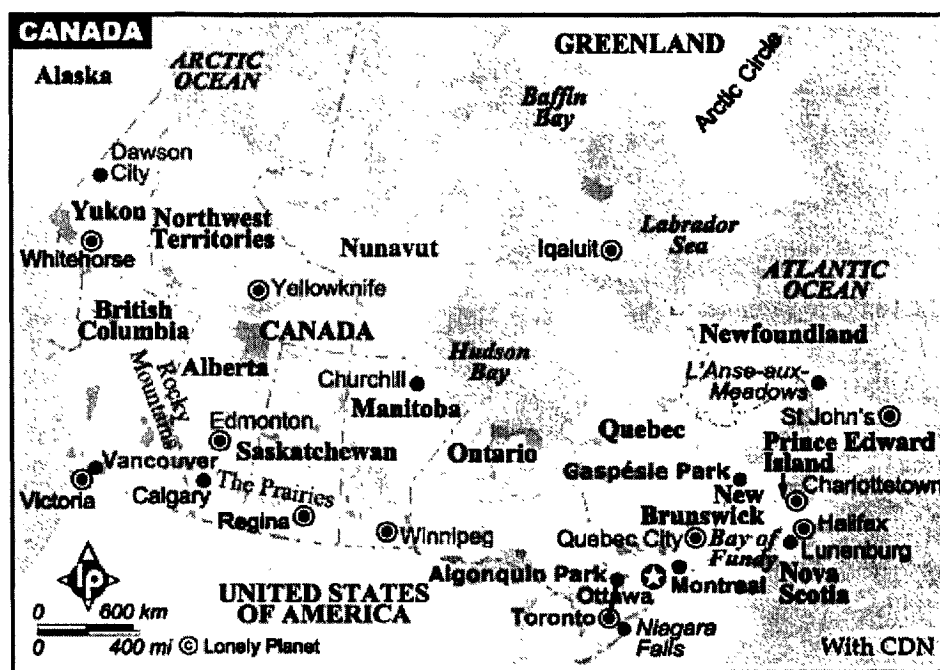 CANADA
Alaska
ARCTIC
OCEAN
GREENLAND
Baffin
Bay
Arctic Circle
Dawson
City
Yukon
Northwest
Territories
Whitehorse
Nunavut
Iqaluit
Labrador
Sea
Yellowknife
ATLANTIC
OCEAN
British
Columbia
CANADA
Newfoundland
Hudson
Bay
Rocky
Mountains
Alberta
Churchill
Manitoba
L'Anse-aux-
Meadows
Edmonton
St John's
Saskatchewan
Ontario
Quebec
Prince Edward
Island
Vancouver
Victoria
Calgary
The Prairies
Gaspésie Park
Charlottetown
New
Brunswick
Regina
Winnipeg
Quebec City
Bay of
Fundy
Halifax
Lunenburg
lp
UNITED STATES
OF AMERICA
Algonquin Park
Ottawa
Montreal
Nova
Scotia
0 600 km
0 400 mi © Lonely Planet
Toronto
Niagara
Falls
With CDN